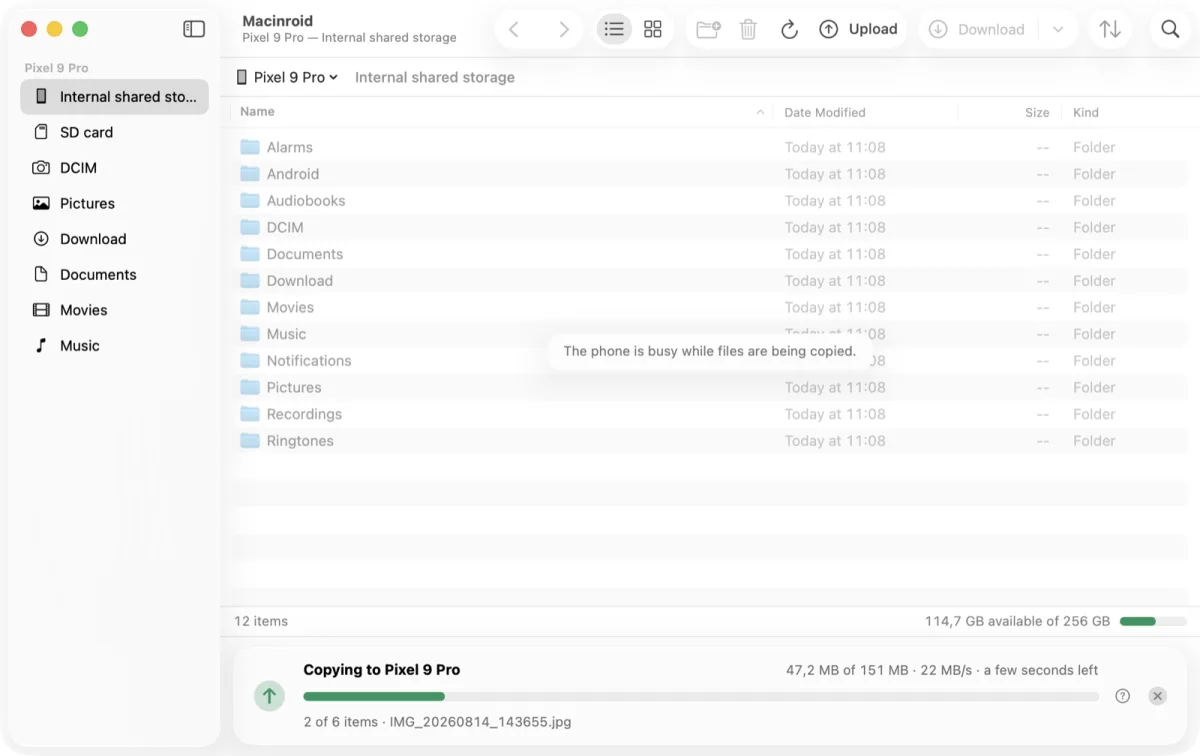 Macinroid
Pixel 9 Pro — Internal shared storage
Upload
Download
Pixel 9 Pro
Internal shared sto...
SD card
DCIM
Pictures
Download
Documents
Movies
Music
Pixel 9 Pro Internal shared storage
Name Date Modified Size Kind
Alarms Today at 11:08 -- Folder
Android Today at 11:08 -- Folder
Audiobooks Today at 11:08 -- Folder
DCIM Today at 11:08 -- Folder
Documents Today at 11:08 -- Folder
Download Today at 11:08 -- Folder
Movies Today at 11:08 -- Folder
Music -- Folder
The phone is busy while files are being copied.
Notifications -- Folder
Pictures Today at 11:08 -- Folder
Recordings Today at 11:08 -- Folder
Ringtones Today at 11:08 -- Folder
12 items 114,7 GB available of 256 GB
Copying to Pixel 9 Pro 47,2 MB of 151 MB · 22 MB/s · a few seconds left
2 of 6 items · IMG_20260814_143655.jpg